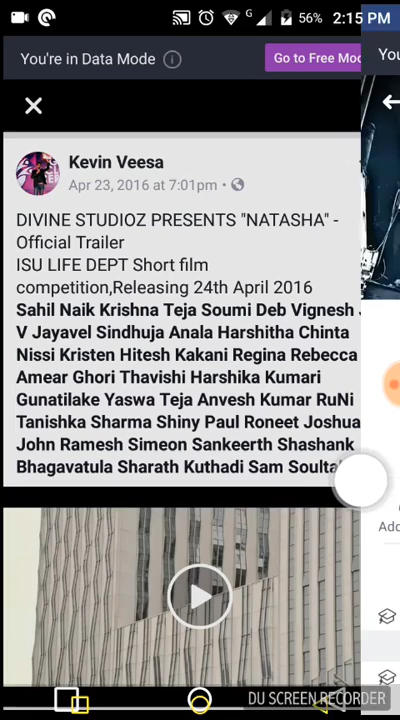 G
56%
2:15 PM
You're in Data Mode
Go to Free Mod
You
Kevin Veesa
Apr 23, 2016 at 7:01pm •
DIVINE STUDIOZ PRESENTS "NATASHA" -
Official Trailer
ISU LIFE DEPT Short film
competition,Releasing 24th April 2016
Sahil Naik Krishna Teja Soumi Deb Vignesh
V Jayavel Sindhuja Anala Harshitha Chinta
Nissi Kristen Hitesh Kakani Regina Rebecca
Amear Ghori Thavishi Harshika Kumari
Gunatilake Yaswa Teja Anvesh Kumar RuNi
Tanishka Sharma Shiny Paul Roneet Joshua
John Ramesh Simeon Sankeerth Shashank
Bhagavatula Sharath Kuthadi Sam
Add
DU SCREEN RECORDER